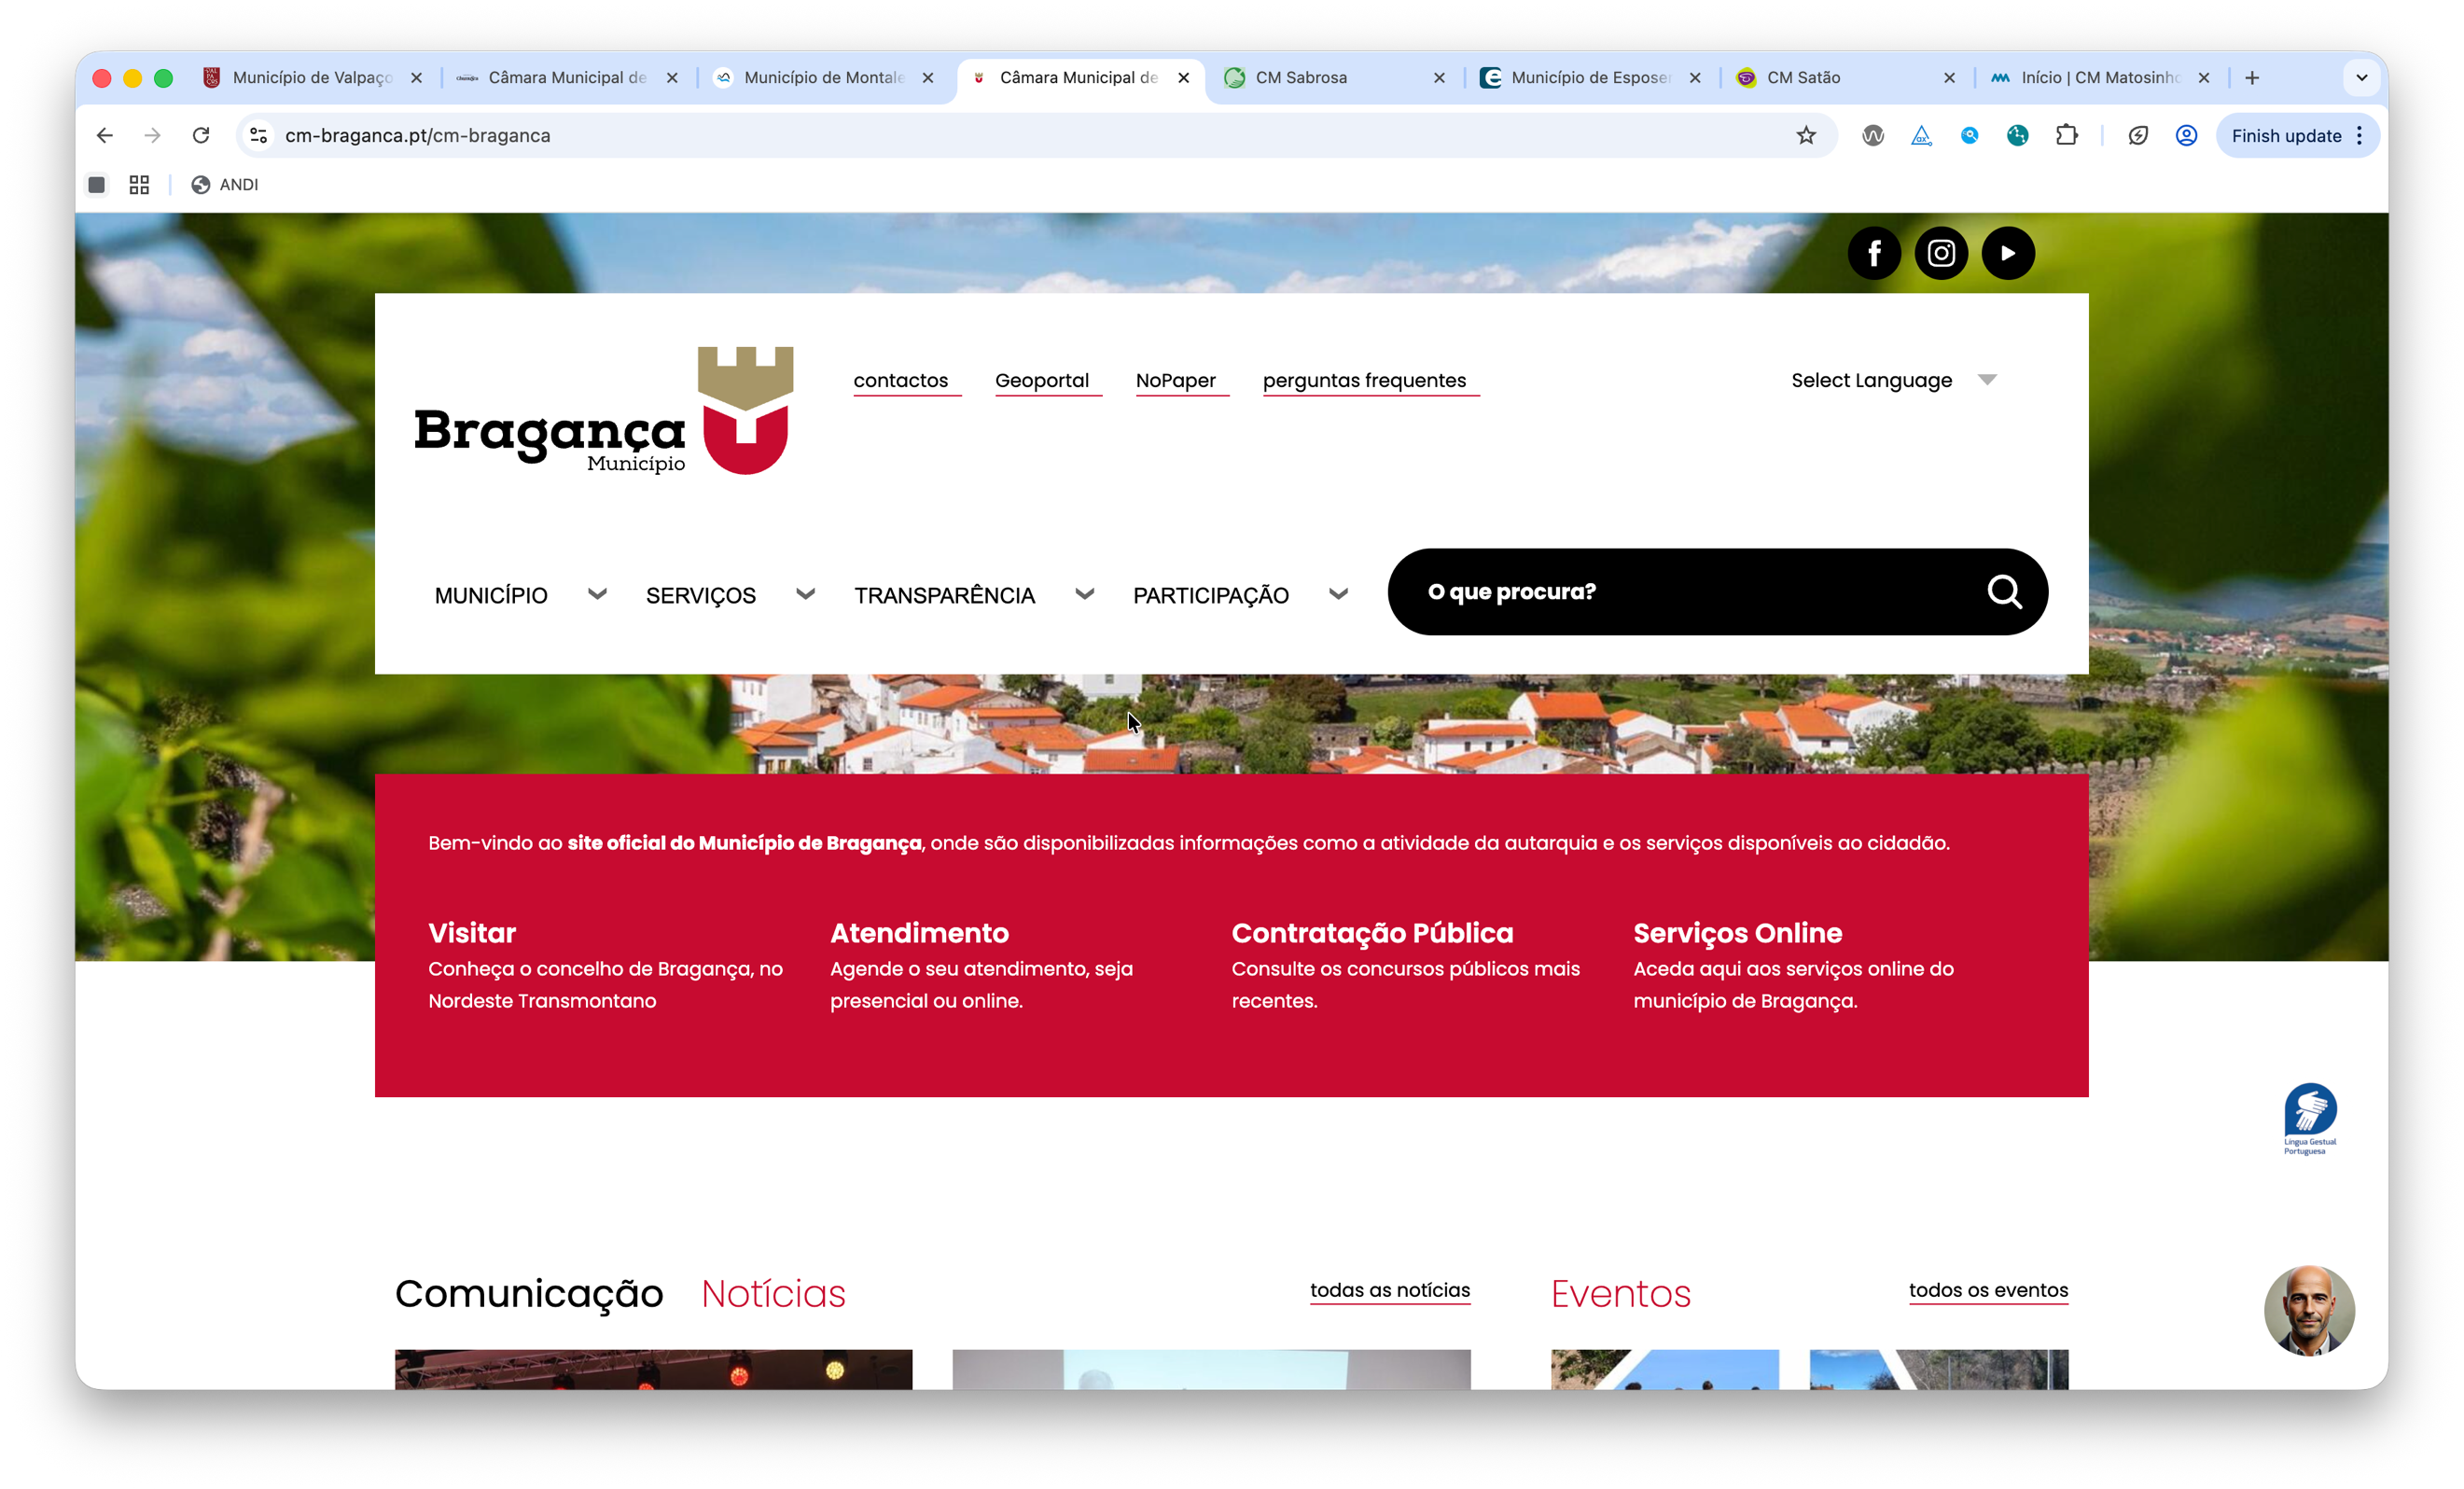 Município de Valpaço
Câmara Municipal de
Município de Montale
Câmara Municipal de
CM Sabrosa
Município de Esposen
CM Satão
Início | CM Matosinho
cm-braganca.pt/cm-braganca
Finish update
ANDI
Bragança
Município
contactos
Geoportal
NoPaper
perguntas frequentes
Select Language
MUNICÍPIO
SERVIÇOS
TRANSPARÊNCIA
PARTICIPAÇÃO
O que procura?
Bem-vindo ao site oficial do Município de Bragança, onde são disponibilizadas informações como a atividade da autarquia e os serviços disponíveis ao cidadão.
Visitar
Conheça o concelho de Bragança, no
Nordeste Transmontano
Atendimento
Agende o seu atendimento, seja
presencial ou online.
Contratação Pública
Consulte os concursos públicos mais
recentes.
Serviços Online
Aceda aqui aos serviços online do
município de Bragança.
Língua Gestual
Portuguesa
Comunicação
Notícias
todas as notícias
Eventos
todos os eventos